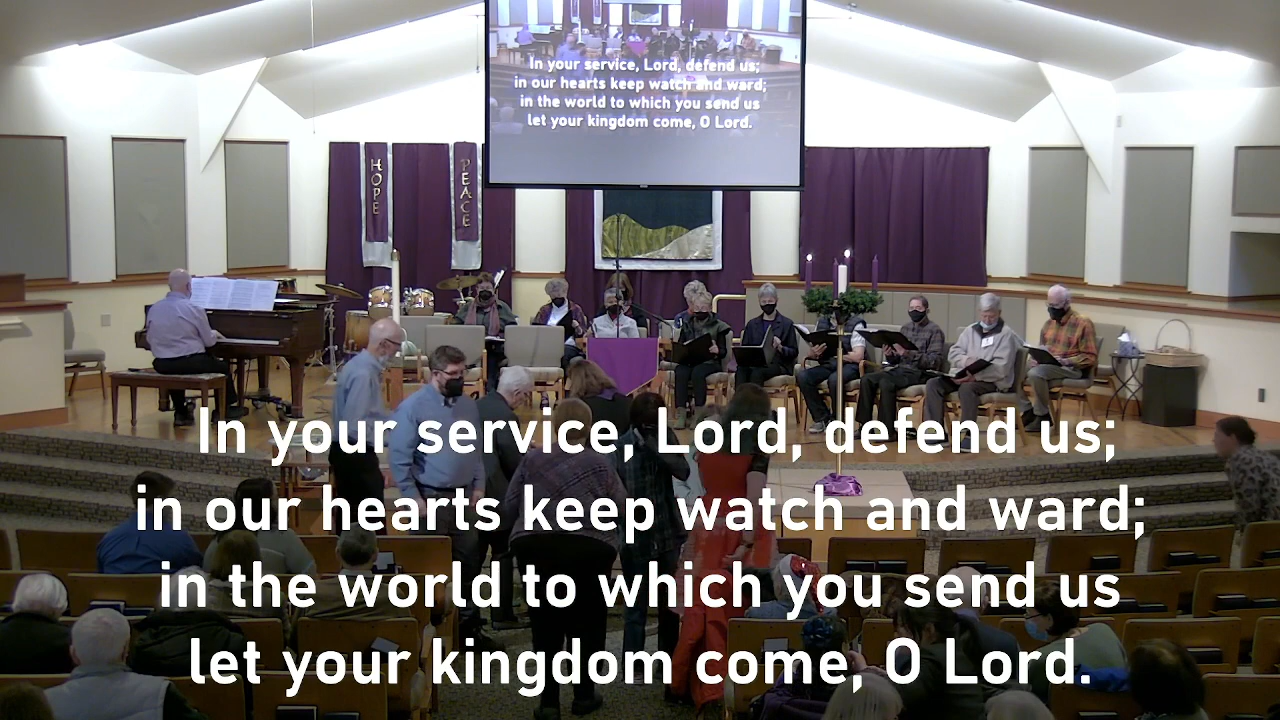 In your service, Lord, defend us;
in our hearts keep watch and ward;
in the world to which you send us
let your kingdom come, O Lord.
HOPE
PEACE
In your service, Lord, defend us;
in our hearts keep watch and ward;
in the world to which you send us
let your kingdom come, O Lord.